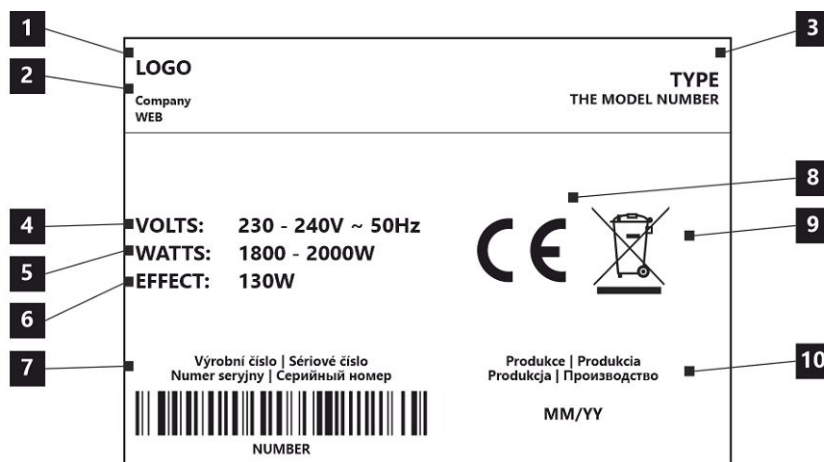 1
LOGO
2
Company
WEB
3
TYPE
THE MODEL NUMBER
4
VOLTS: 230 - 240V ~ 50Hz
5
WATTS: 1800 - 2000W
6
EFFECT: 130W
8
CE
9
7
Výrobní číslo | Sériové číslo
Numer seryjny | Серийный номер
NUMBER
10
Produkce | Produkcia
Produkcja | Производство
MM/YY